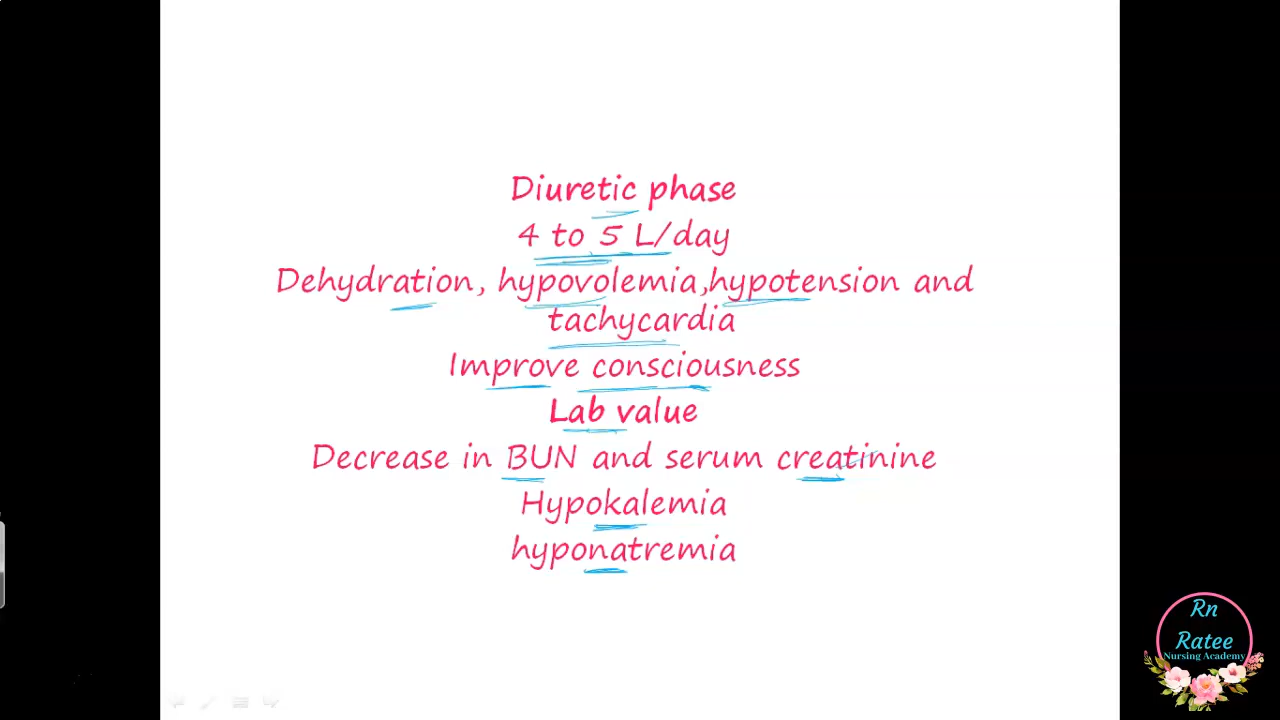 Diuretic phase
4 to 5 L/day
Dehydration, hypovolemia,hypotension and
tachycardia
Improve consciousness
Lab value
Decrease in BUN and serum creatinine
Hypokalemia
hyponatremia
Rn
Ratee
Nursing Academy